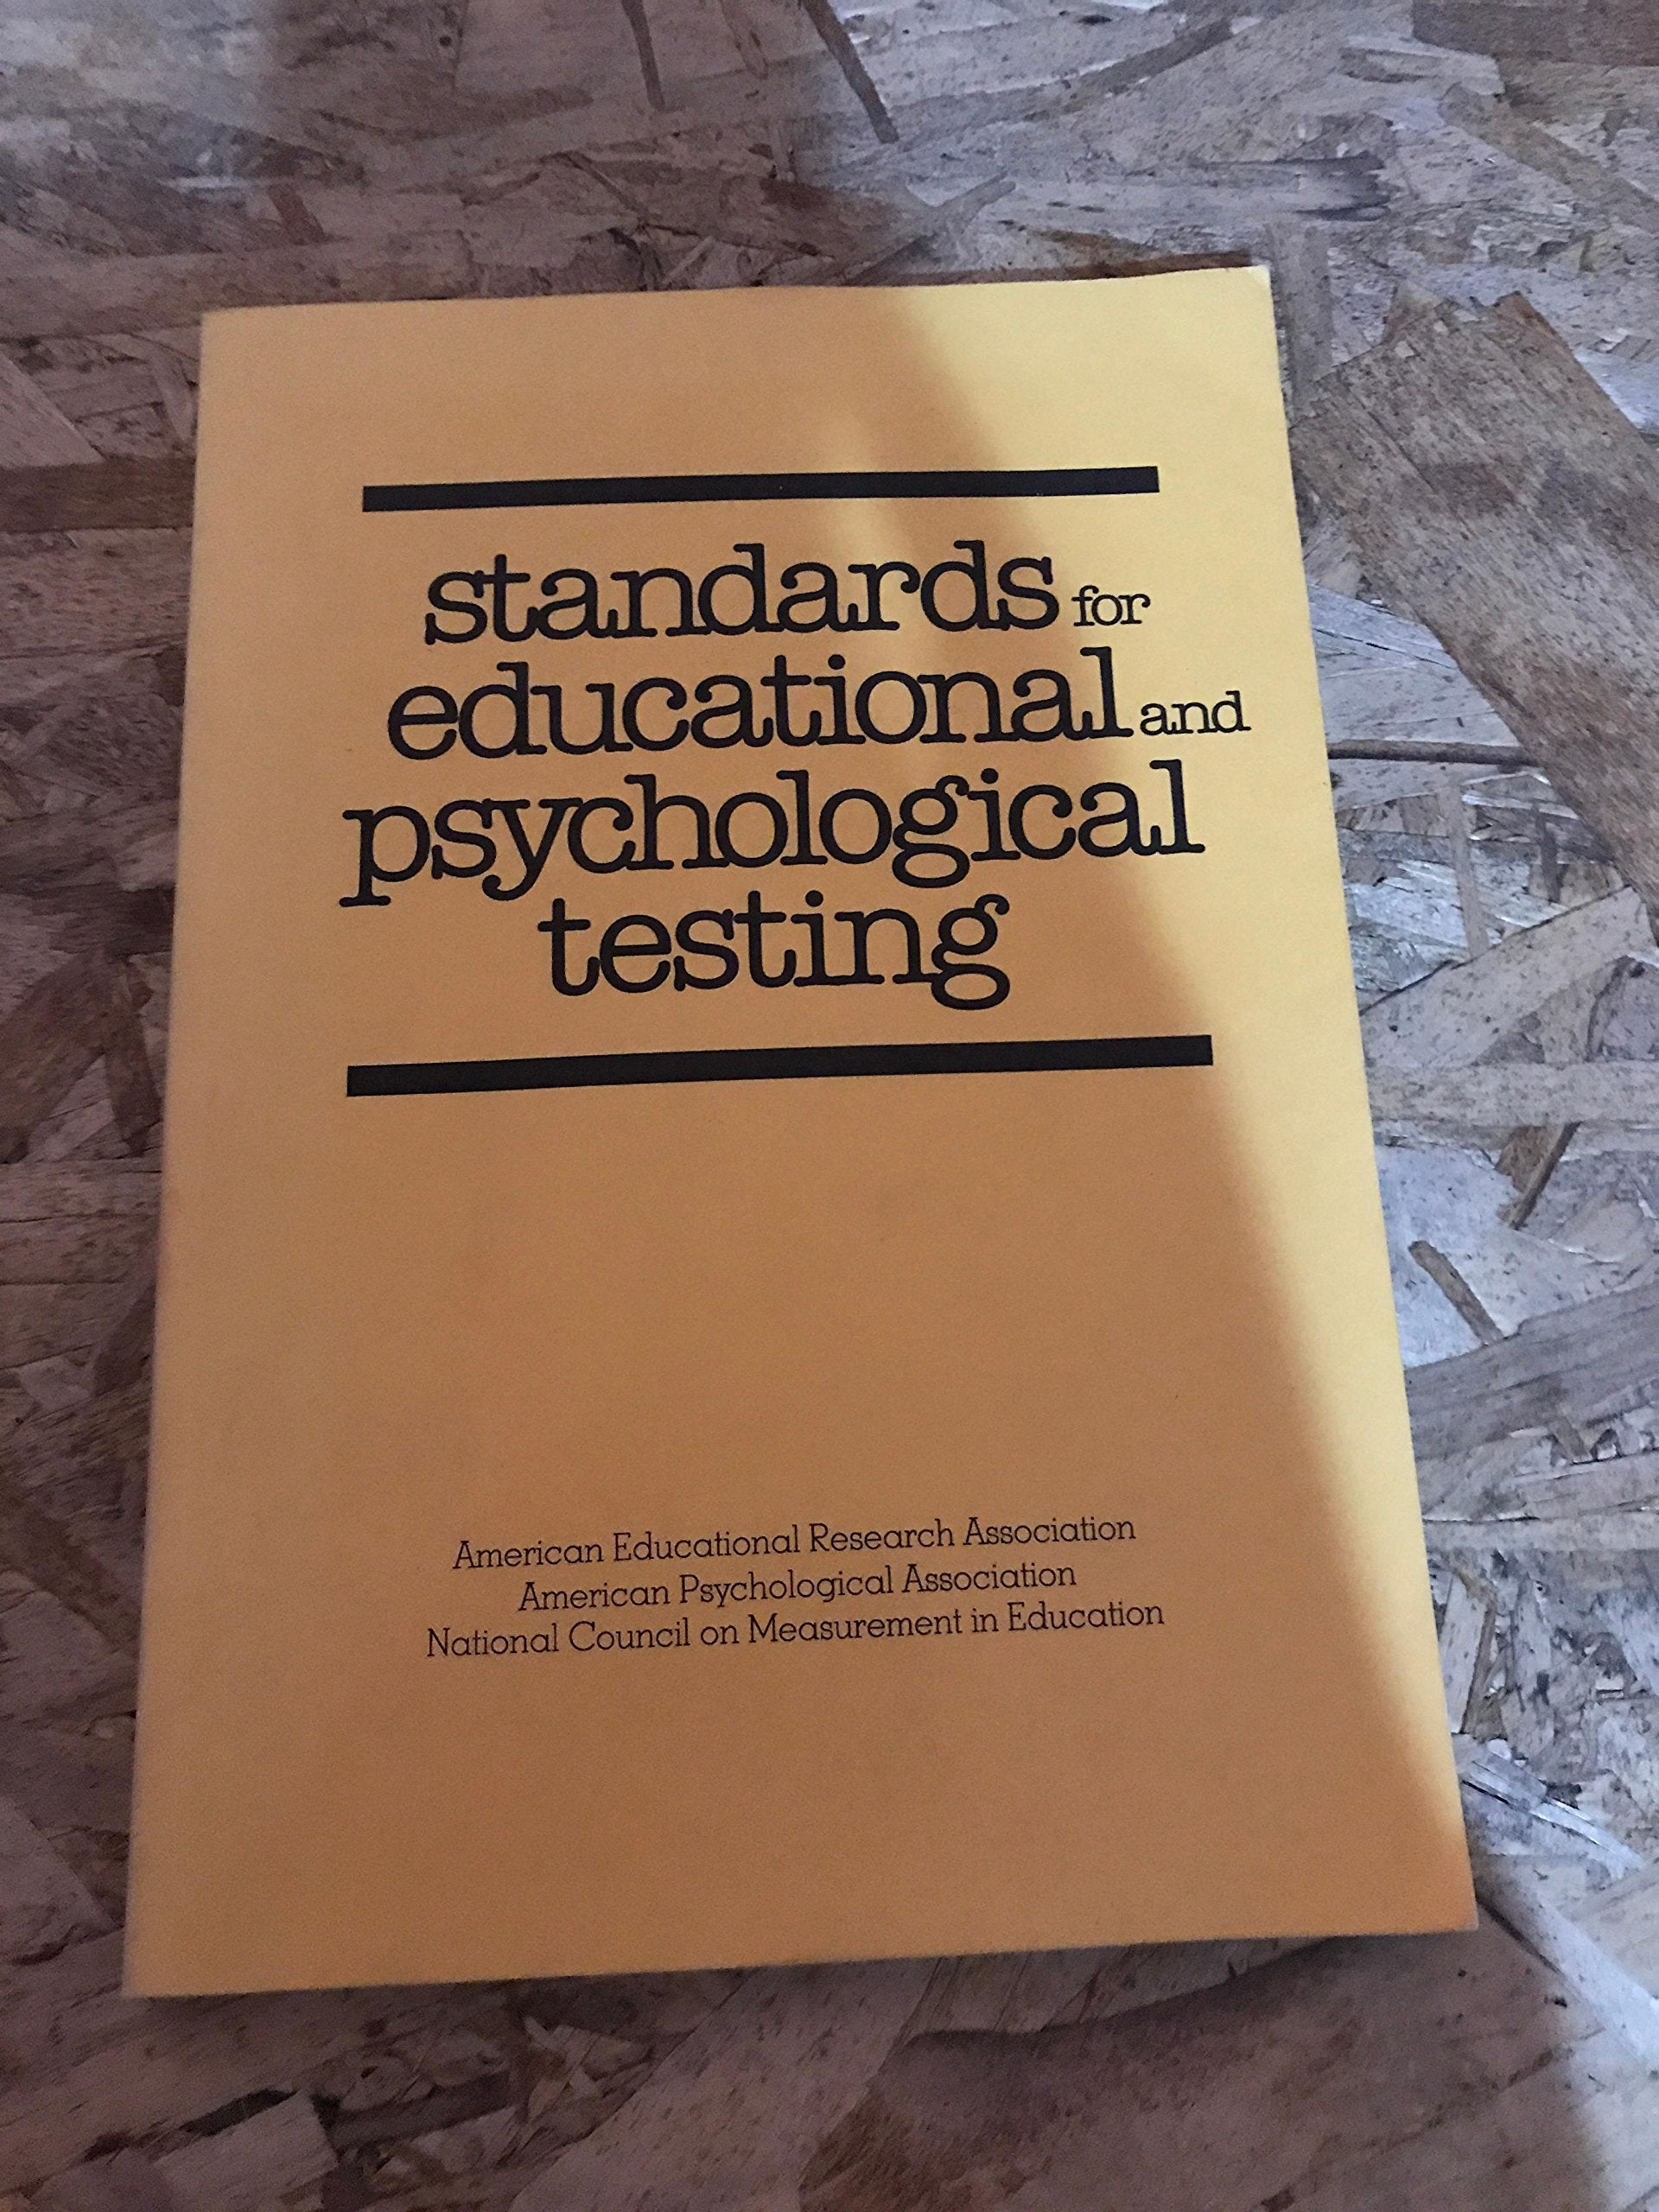 standards for
educational and
psychological
testing
American Educational Research Association
American Psychological Association
National Council on Measurement in Education